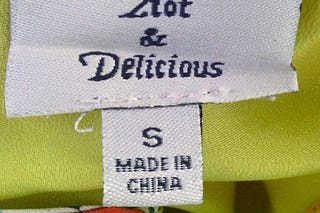 Hot
&
Delicious
S
MADE IN
CHINA